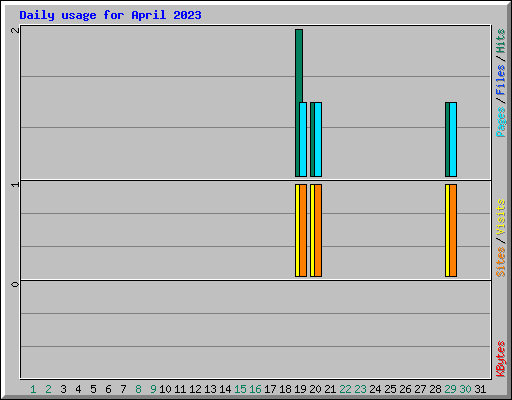 Daily usage for April 2023
2
1
0
Pages/Files/Hits
Sites/Visits
KBytes
1 2 3 4 5 6 7 8 9 10 11 12 13 14 15 16 17 18 19 20 21 22 23 24 25 26 27 28 29 30 31